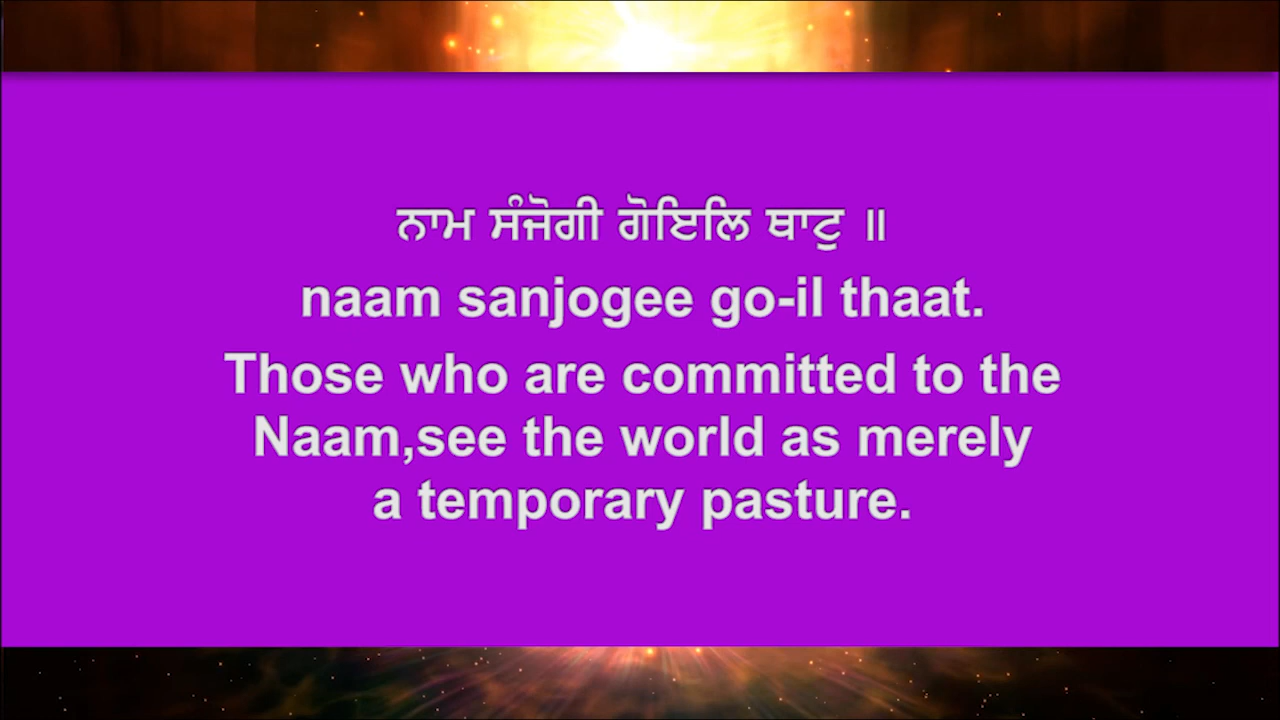 ਨਾਮ ਸੰਜੋਗੀ ਗੋਇਲਿ ਥਾਟੁ ॥
naam sanjogee go-il thaat.
Those who are committed to the
Naam,see the world as merely
a temporary pasture.